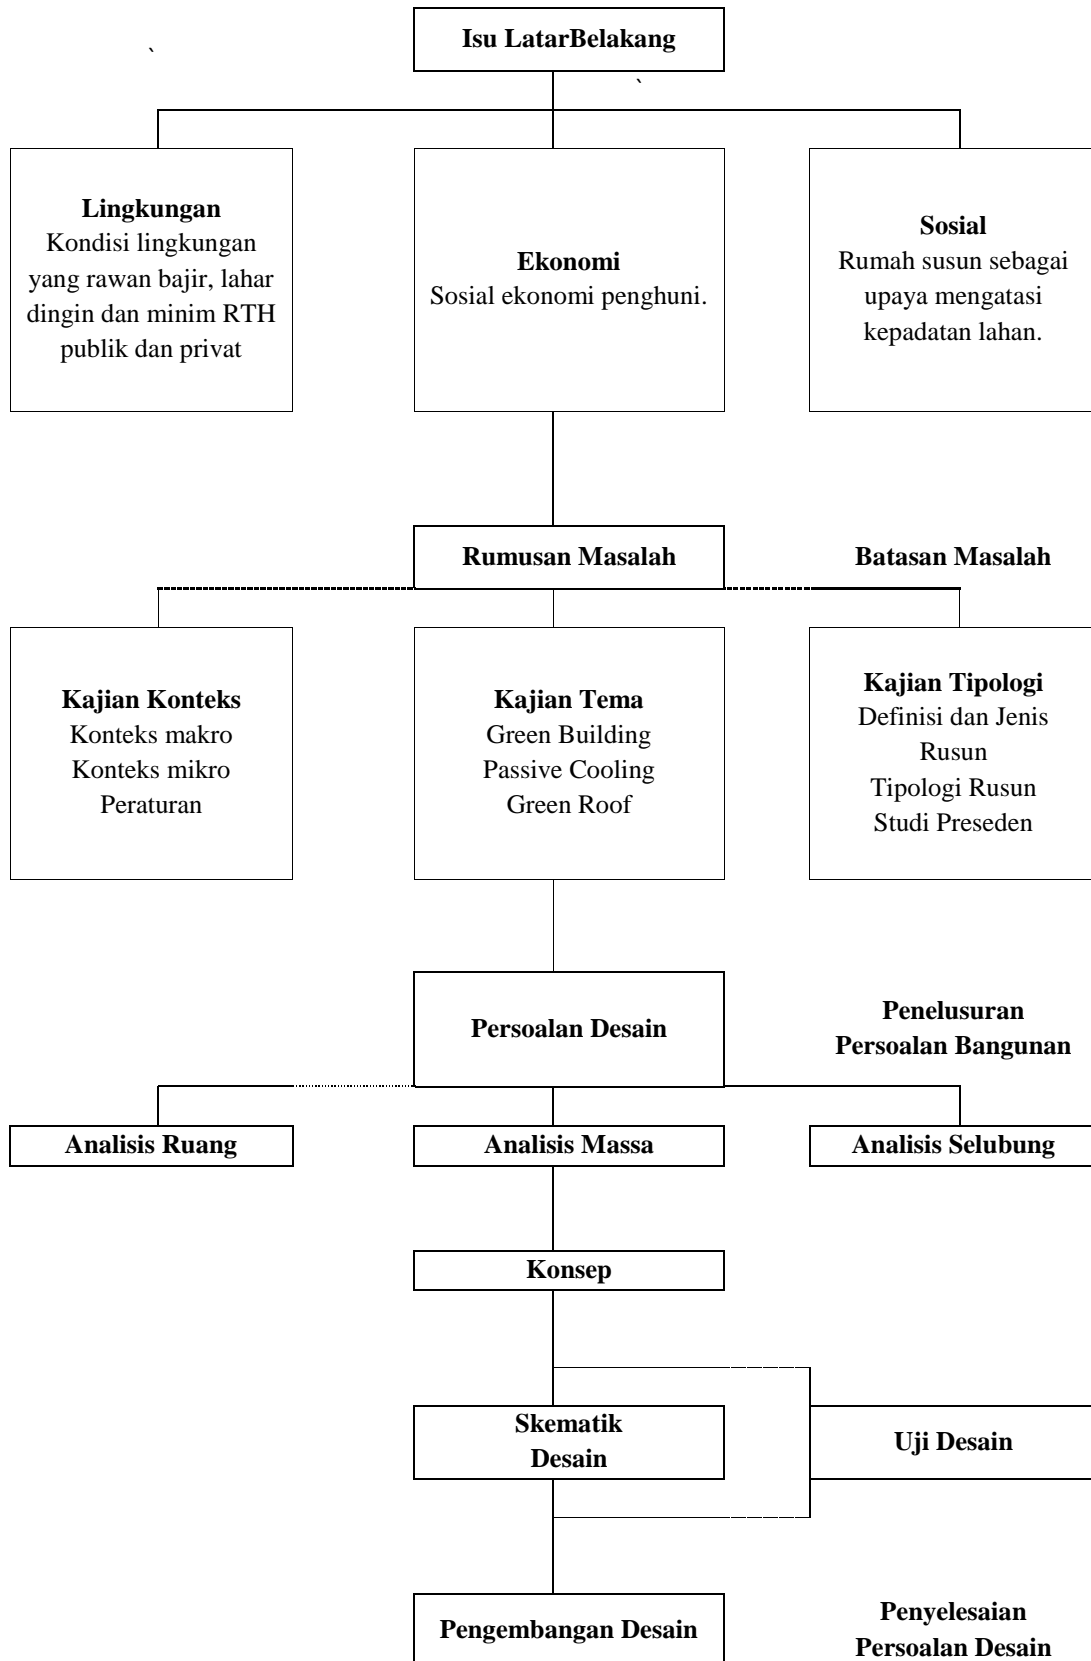 Isu LatarBelakang
`
`
Lingkungan
Kondisi lingkungan
yang rawan bajir, lahar
dingin dan minim RTH
publik dan privat
Ekonomi
Sosial ekonomi penghuni.
Sosial
Rumah susun sebagai
upaya mengatasi
kepadatan lahan.
Rumusan Masalah
Batasan Masalah
Kajian Konteks
Konteks makro
Konteks mikro
Peraturan
Kajian Tema
Green Building
Passive Cooling
Green Roof
Kajian Tipologi
Definisi dan Jenis
Rusun
Tipologi Rusun
Studi Preseden
Persoalan Desain
Penelusuran
Persoalan Bangunan
Analisis Ruang
Analisis Massa
Analisis Selubung
Konsep
Skematik
Desain
Uji Desain
Pengembangan Desain
Penyelesaian
Persoalan Desain